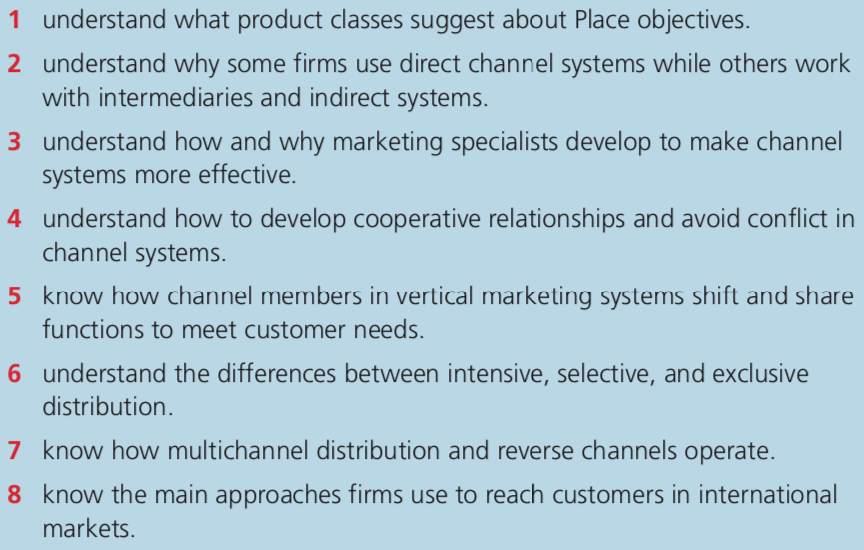 1 understand what product classes suggest about Place objectives.
2 understand why some firms use direct channel systems while others work
with intermediaries and indirect systems.
3 understand how and why marketing specialists develop to make channel
systems more effective.
4 understand how to develop cooperative relationships and avoid conflict in
channel systems.
5 know how channel members in vertical marketing systems shift and share
functions to meet customer needs.
6 understand the differences between intensive, selective, and exclusive
distribution.
7 know how multichannel distribution and reverse channels operate.
8 know the main approaches firms use to reach customers in international
markets.